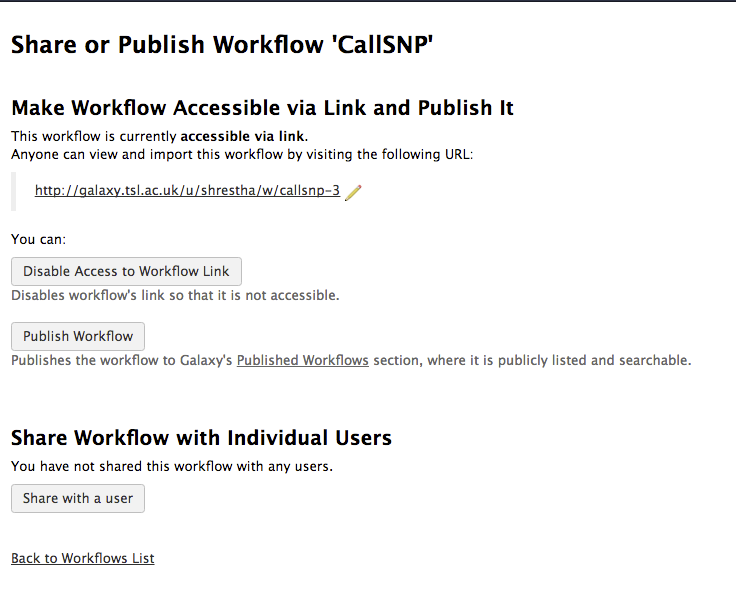 Share or Publish Workflow 'CallSNP'
Make Workflow Accessible via Link and Publish It
This workflow is currently accessible via link.
Anyone can view and import this workflow by visiting the following URL:
http://galaxy.tsl.ac.uk/u/shrestha/w/callsnp-3
You can:
Disable Access to Workflow Link
Disables workflow's link so that it is not accessible.
Publish Workflow
Publishes the workflow to Galaxy's Published Workflows section, where it is publicly listed and searchable.
Share Workflow with Individual Users
You have not shared this workflow with any users.
Share with a user
Back to Workflows List